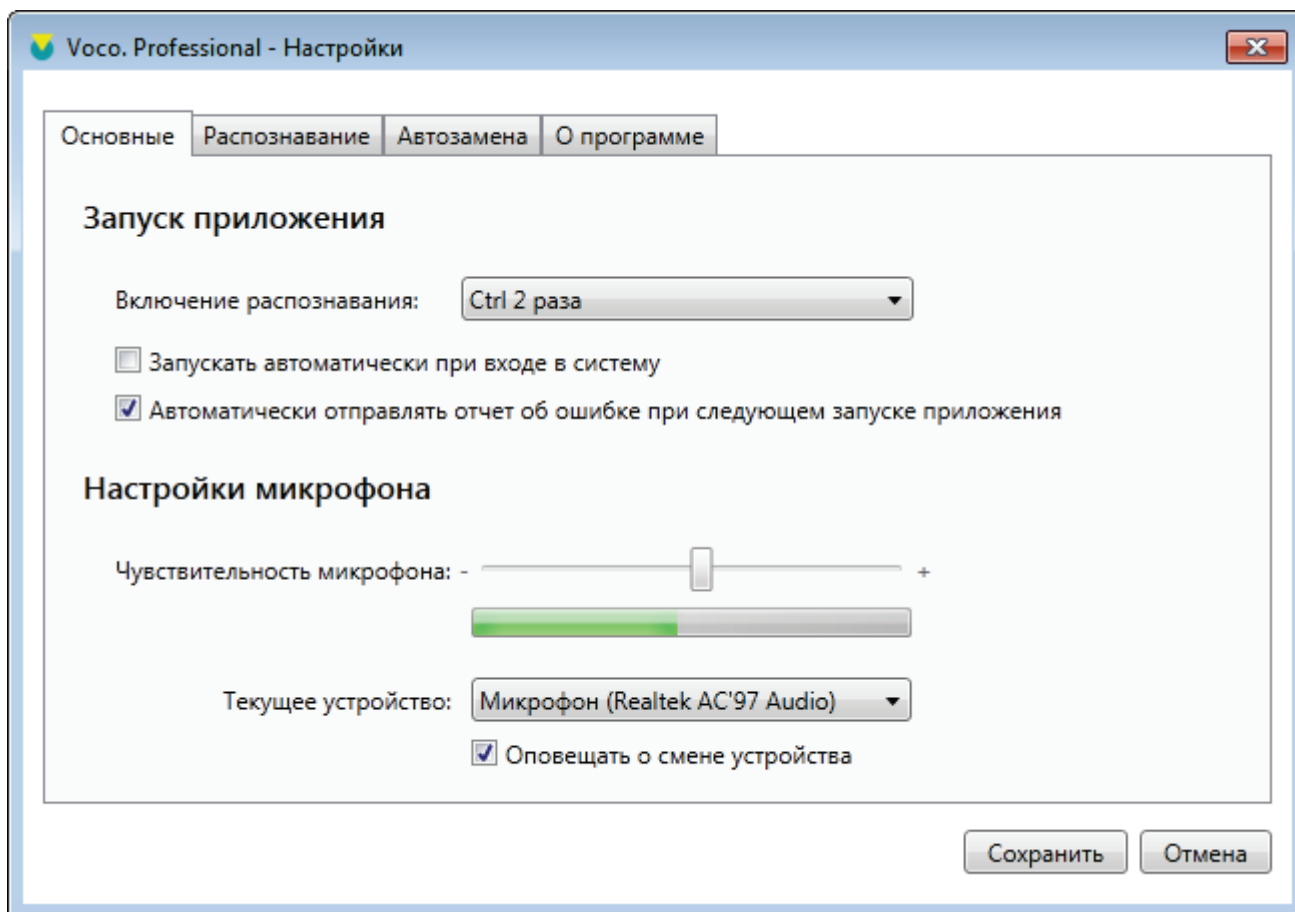 Voco. Professional - Настройки
Основные Распознавание Автозамена О программе
Запуск приложения
Включение распознавания: Ctrl 2 раза
Запускать автоматически при входе в систему
Автоматически отправлять отчет об ошибке при следующем запуске приложения
Настройки микрофона
Чувствительность микрофона: - +
Текущее устройство: Микрофон (Realtek AC'97 Audio)
Оповещать о смене устройства
Сохранить Отмена